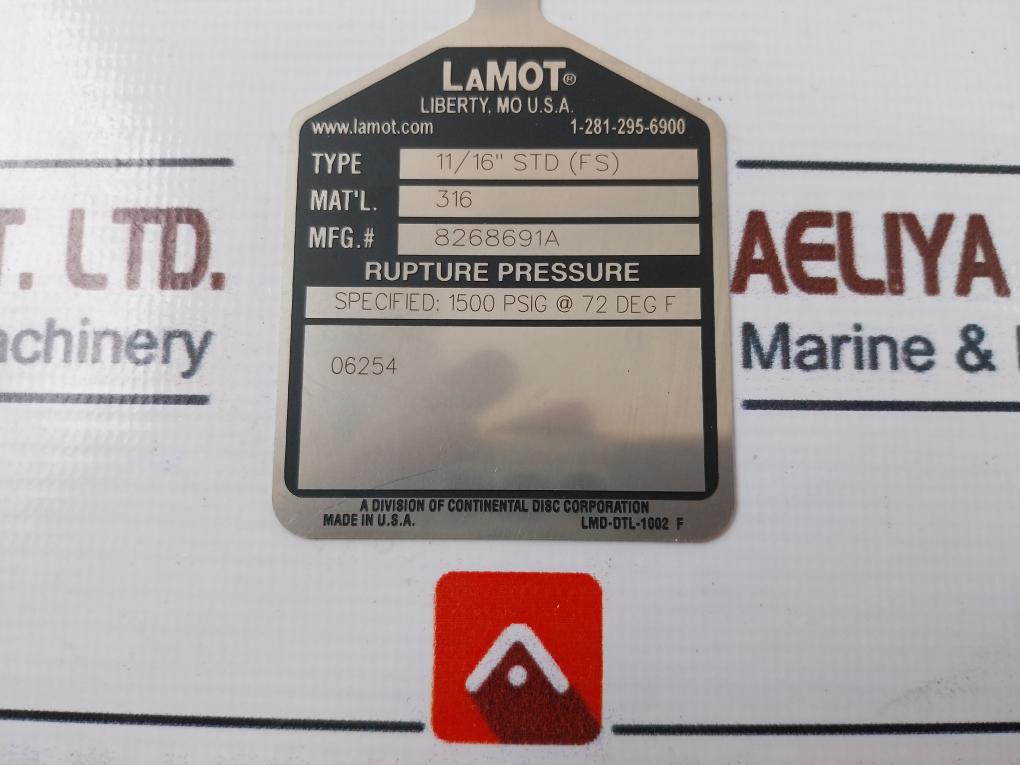 LAMOT®
LIBERTY, MO U.S.A.
www.lamot.com 1-281-295-6900
TYPE 11/16" STD (FS)
MAT'L. 316
MFG.# 8268691A
RUPTURE PRESSURE
SPECIFIED: 1500 PSIG @ 72 DEG F
06254
A DIVISION OF CONTINENTAL DISC CORPORATION
MADE IN U.S.A. LMD-DTL-1002 F
T. LTD.
achinery
AELIYA
Marine &